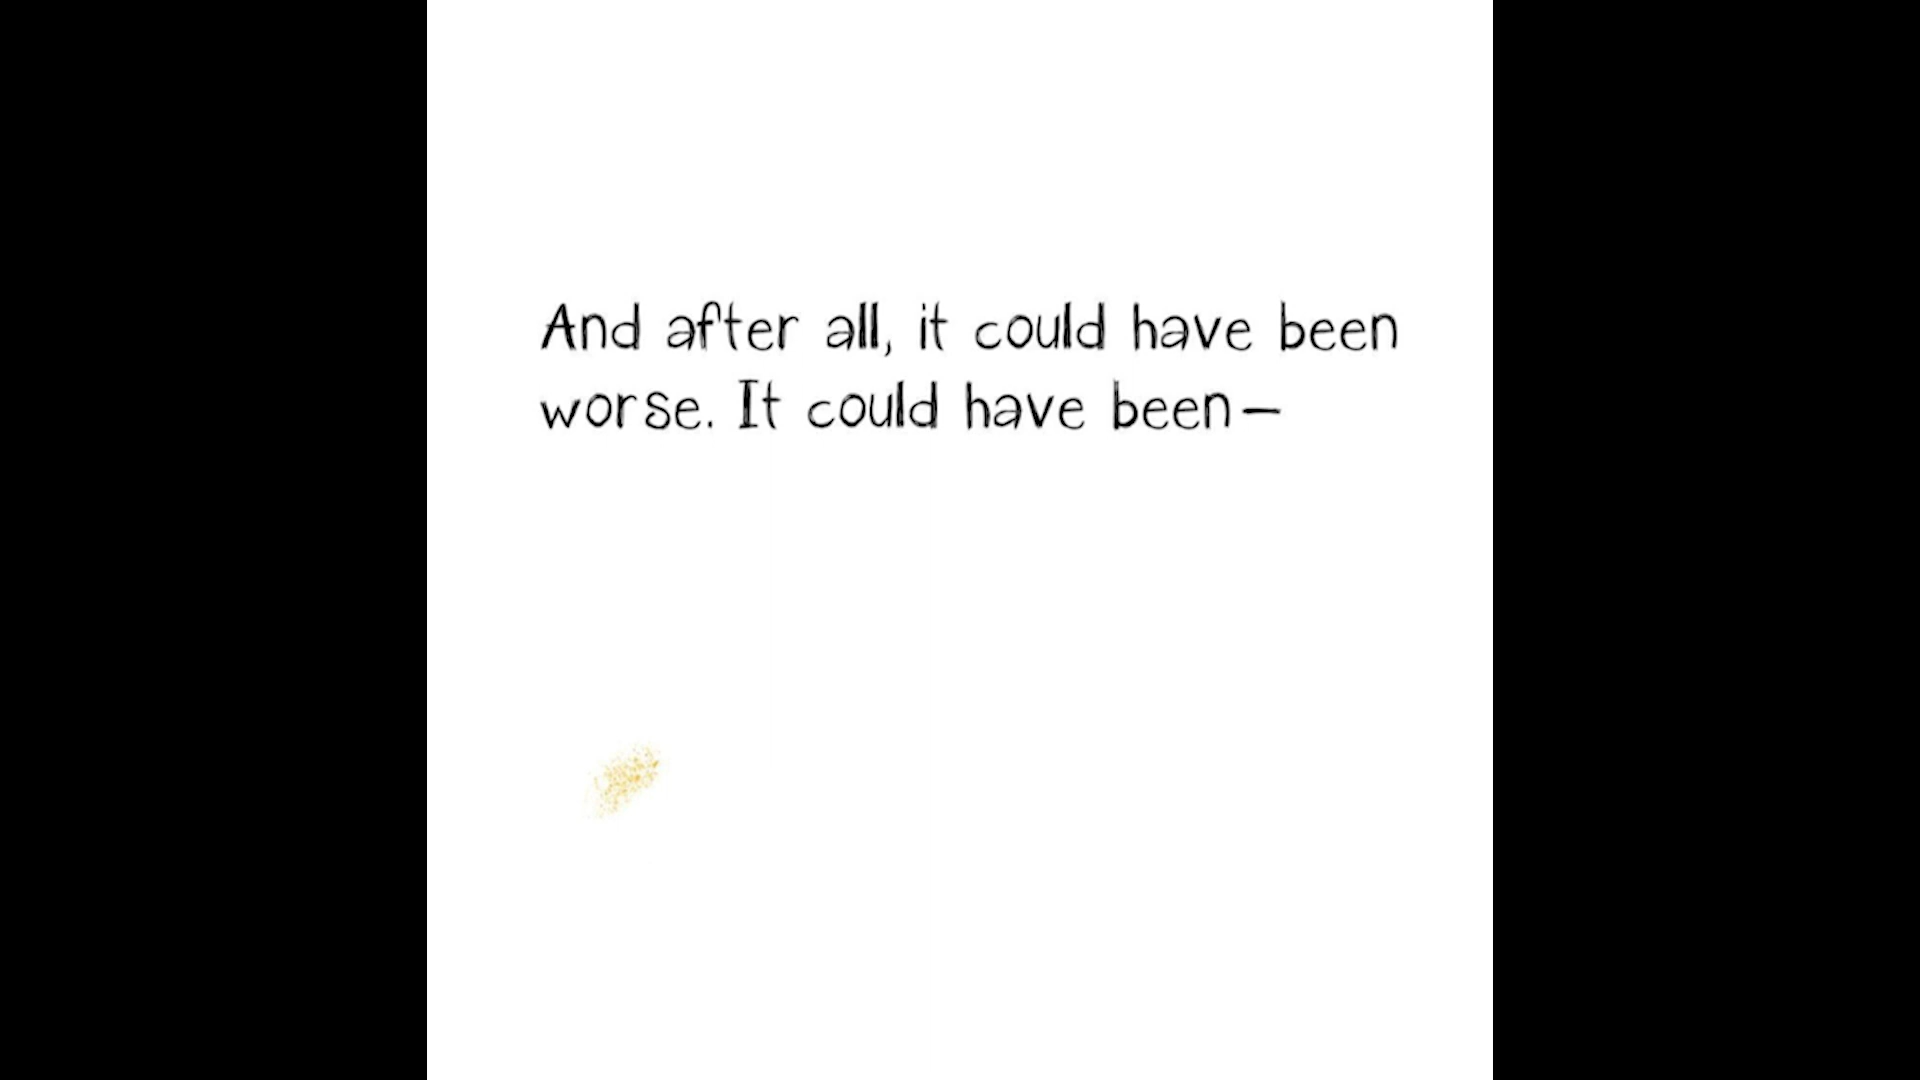 And after all, it could have been
worse. It could have been—